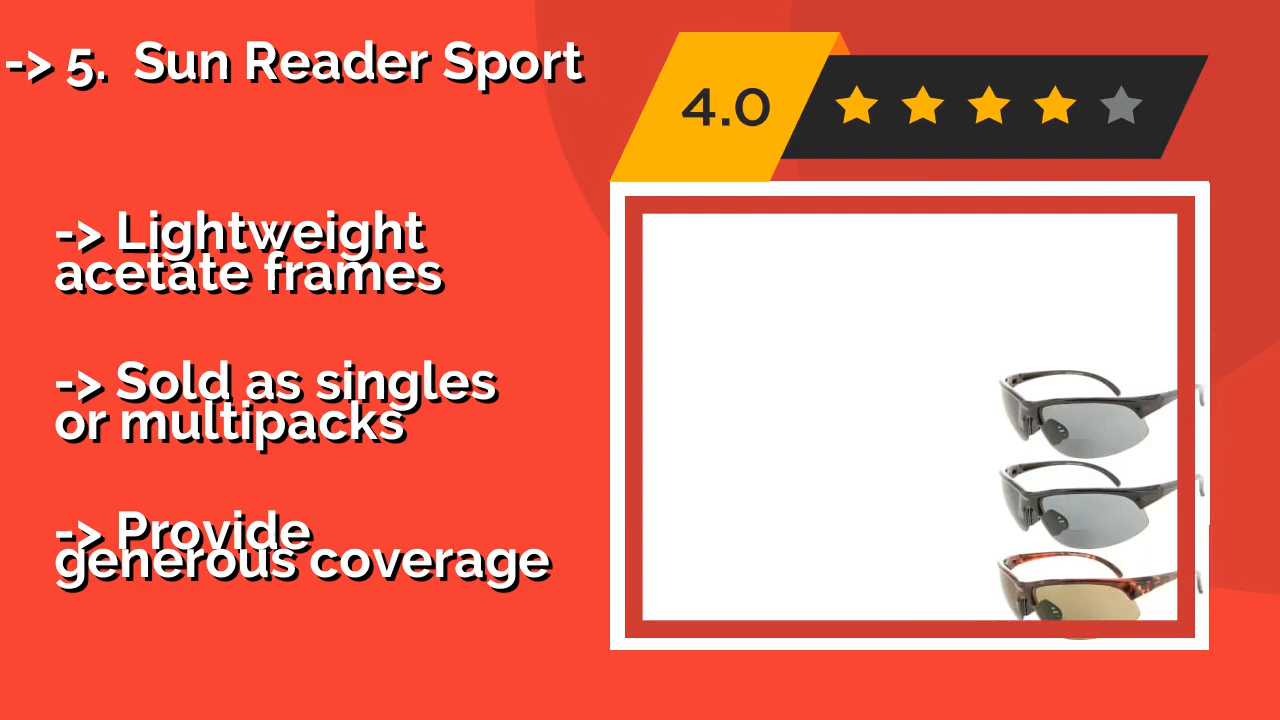 -> 5. Sun Reader Sport
4.0
-> Lightweight
acetate frames
-> Sold as singles
or multipacks
-> Provide
generous coverage